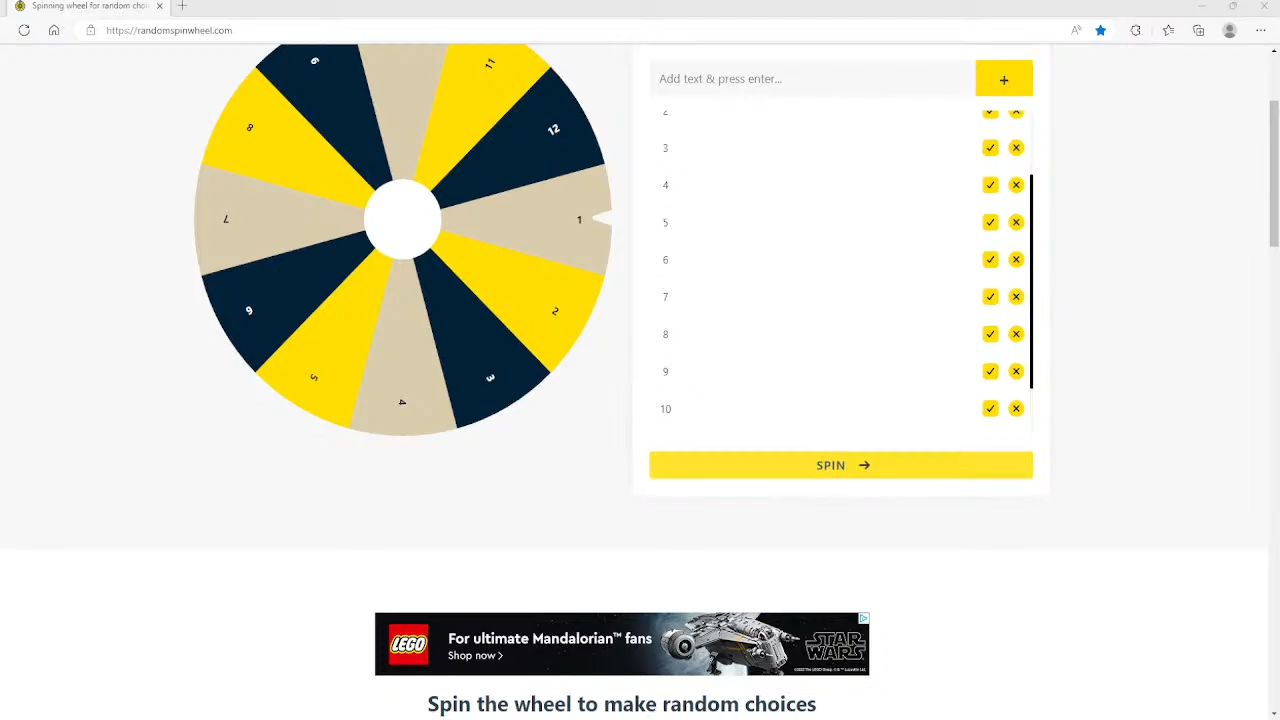 Spinning wheel for random choic
https://randomspinwheel.com
9
11
8
12
7
1
6
2
5
3
4
Add text & press enter...
+
2
3
4
5
6
7
8
9
10
SPIN →
LEGO
For ultimate Mandalorian™ fans
Shop now >
STAR
WARS
Spin the wheel to make random choices